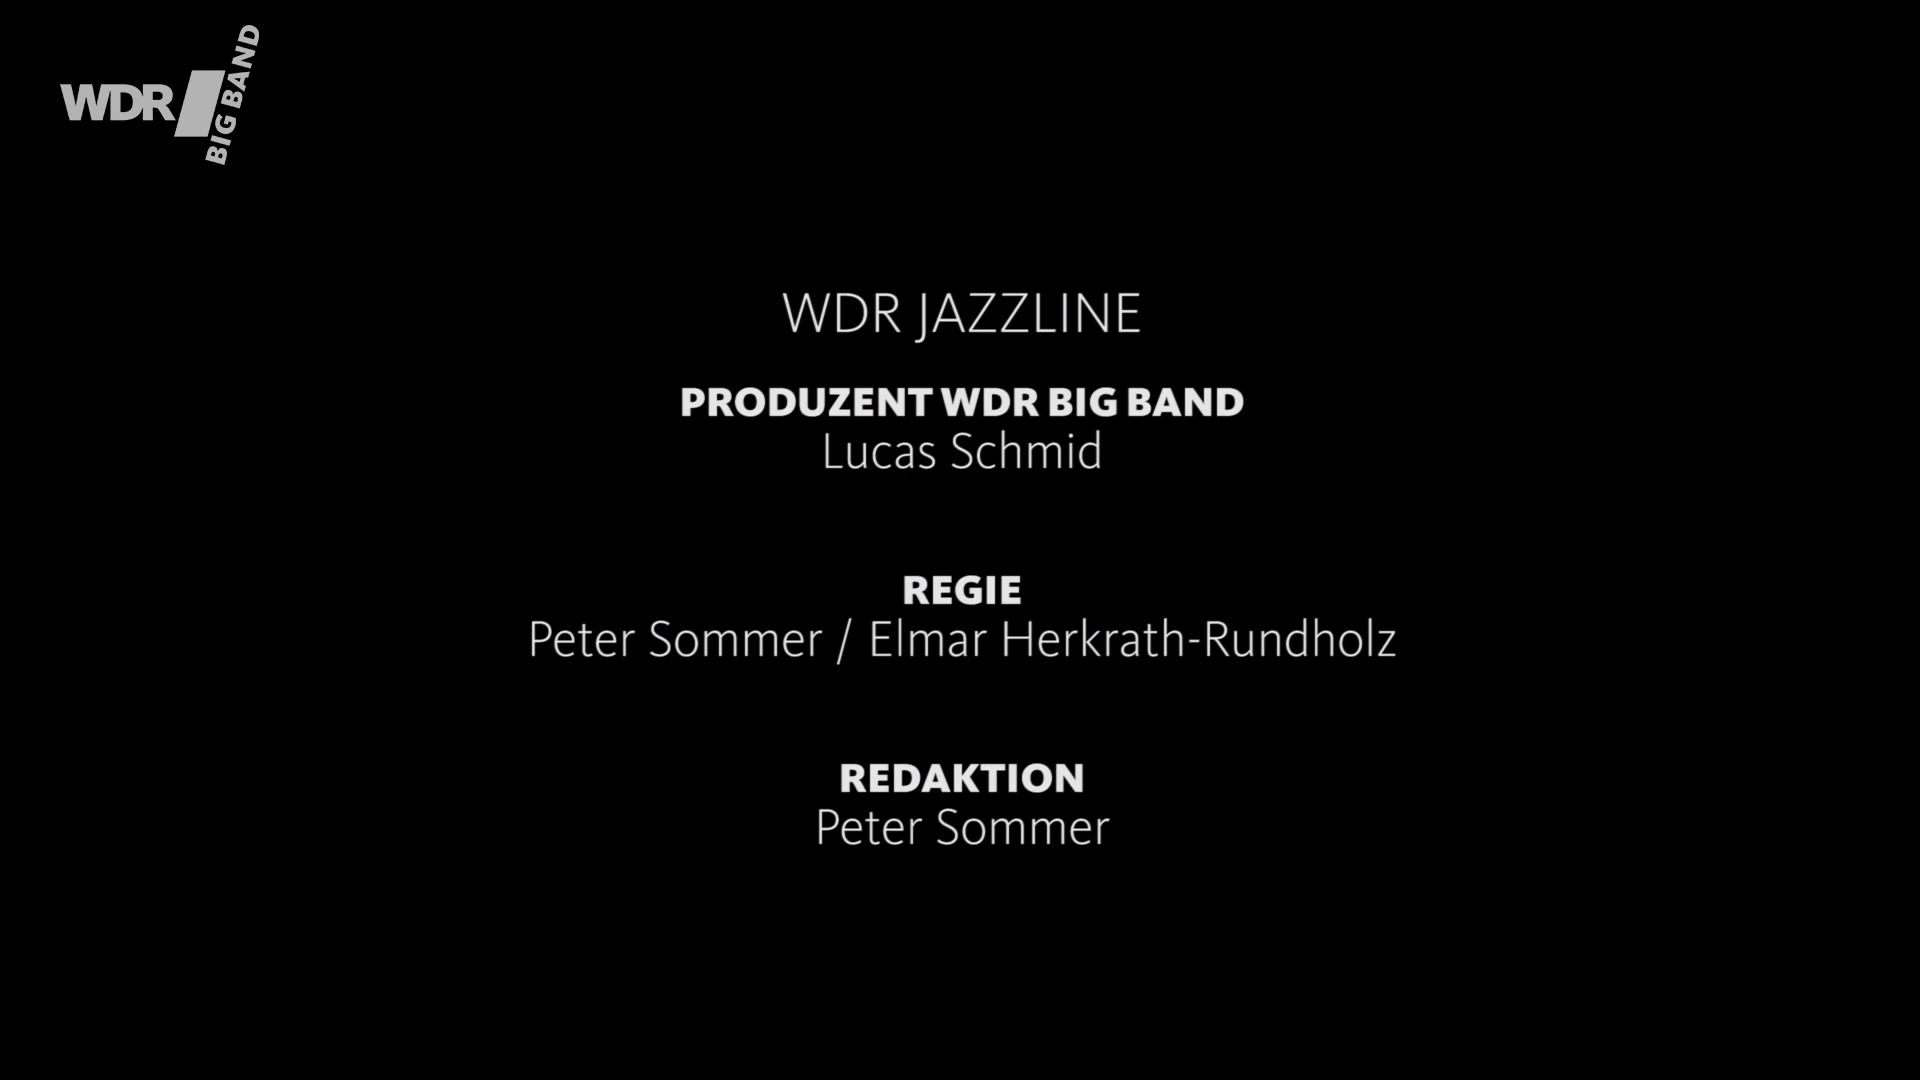 WDR BIG BAND
WDR JAZZLINE
PRODUZENT WDR BIG BAND
Lucas Schmid
REGIE
Peter Sommer / Elmar Herkrath-Rundholz
REDAKTION
Peter Sommer